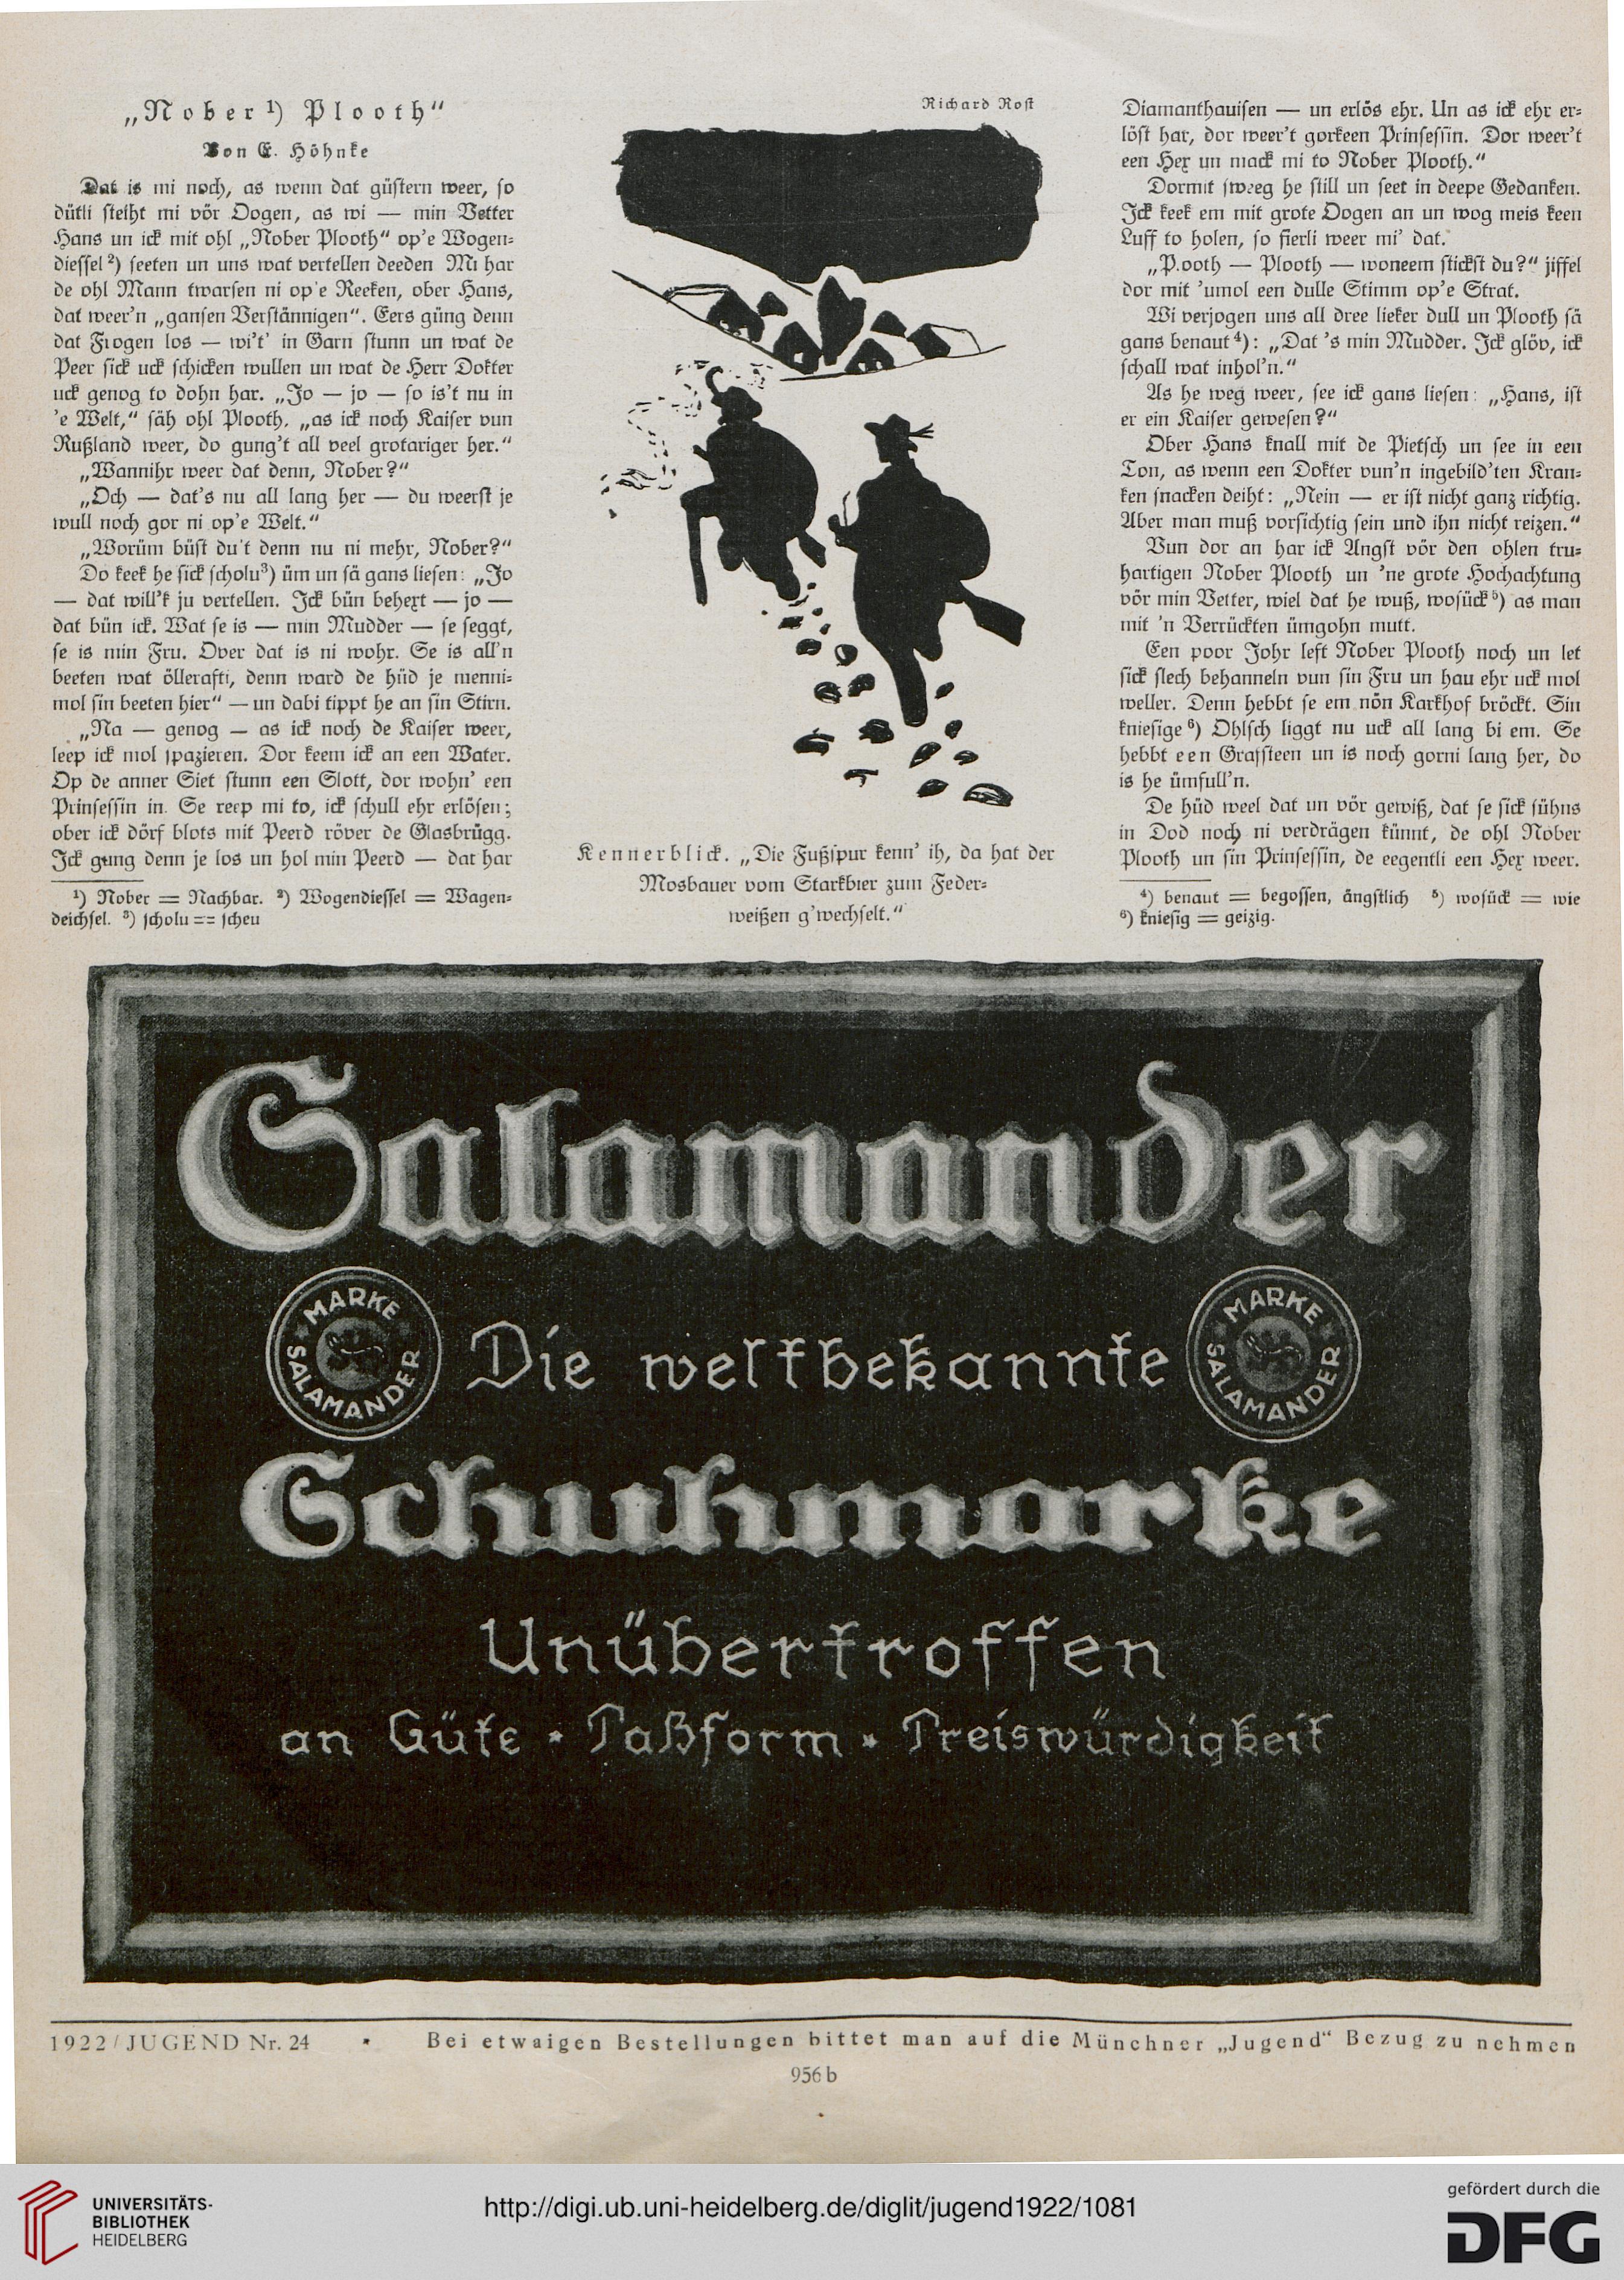 „Nober ¹) Plooth“
Von E. Höhnke
Dat is mi noch, as wenn dat güstern weer, so
dütli steiht mi vör Oogen, as wi — min Vetter
Hans un ick mit ohl „Nober Plooth“ op'e Wogen-
diessel ²) seeten un uns wat vertellen deeden Mi har
de ohl Mann twarsen ni op'e Reeken, ober Hans,
dat weer'n „gansen Verstännigen“. Eers güng denn
dat Frogen los — wi't' in Garn stunn un wat de
Peer sick uck schicken wullen un wat de Herr Dokter
uck genog to dohn har. „Jo — jo — so is't nu in
'e Welt,“ säh ohl Plooth, „as ick noch Kaiser vun
Rußland weer, do gung't all veel grotariger her.“
„Wannihr weer dat denn, Nober?“
„Och — dat's nu all lang her — du weerst je
wull noch gor ni op'e Welt.“
„Worüm büst du't denn nu ni mehr, Nober?“
Do keek he sick scholu³) üm un sä gans liesen: „Jo
— dat will'k ju vertellen. Ick bün behext — jo —
dat bün ick. Wat se is — min Mudder — se seggt,
se is min Fru. Over dat is ni wohr. Se is all'n
beeten wat öllerafti, denn ward de hüd je menni-
mol sin beeten hier“ — un dabi tippt he an sin Stirn.
„Na — genog — as ick noch de Kaiser weer,
leep ick mol spazieren. Dor keem ick an een Water.
Op de anner Siet stunn een Slott, dor wohn' een
Prinsessin in. Se reep mi to, ick schull ehr erlösen;
ober ick dörf blots mit Peerd röver de Glasbrügg.
Ick gung denn je los un hol min Peerd — dat har
¹) Nober = Nachbar. ²) Wogendiessel = Wagen-
deichsel. ³) scholu == scheu
Richard Rost
Kennerblick. „Die Fußspur kenn' ih, da hat der
Mosbauer vom Starkbier zum Feder-
weißen g'wechselt.“
Diamanthauisen — un erlös ehr. Un as ick ehr er-
löst har, dor weer't gorkeen Prinsessin. Dor weer't
een Hex un mack mi to Nober Plooth.“
Dormit sweeg he still un seet in deepe Gedanken.
Ick keek em mit grote Oogen an un wog meis keen
Luff to holen, so fierli weer mi' dat.
„P.ooth — Plooth — woneem stickst du?“ jiffel
dor mit 'umol een dulle Stimm op'e Strat.
Wi verjogen uns all dree lieker dull un Plooth sä
gans benaut ⁴): „Dat 's min Mudder. Ick glöv, ick
schall wat inhol'n.“
As he weg weer, see ick gans liesen: „Hans, ist
er ein Kaiser gewesen?“
Ober Hans knall mit de Pietsch un see in een
Ton, as wenn een Dokter vun'n ingebild'ten Kran-
ken snacken deiht: „Nein — er ist nicht ganz richtig.
Aber man muß vorsichtig sein und ihn nicht reizen.“
Vun dor an har ick Angst vör den ohlen tru-
hartigen Nober Plooth un 'ne grote Hochachtung
vör min Vetter, wiel dat he wuß, wosück ⁵) as man
mit 'n Verrückten ümgohn mutt.
Een poor Johr left Nober Plooth noch un let
sick slech behanneln vun sin Fru un hau ehr uck mol
weller. Denn hebbt se em nön Karkhof bröckt. Sin
kniesige ⁶) Ohlsch liggt nu uck all lang bi em. Se
hebbt een Grafsteen un is noch gorni lang her, do
is he ümfull'n.
De hüd weel dat un vör gewiß, dat se sick sühns
in Dod noch ni verdrägen künnt, de ohl Nober
Plooth un sin Prinsessin, de eegentli een Hex weer.
⁴) benaut = begossen, ängstlich ⁵) wosück = wie
⁶) kniesig = geizig.
Salamander
MARKE SALAMANDER
Die weltbekannte
MARKE SALAMANDER
Schuhmarke
Unübertroffen
an Güte * Paßform * Preiswürdigkeit
1922 / JUGEND Nr. 24 * Bei etwaigen Bestellungen bittet man auf die Münchner „Jugend“ Bezug zu nehmen
956 b
UNIVERSITÄTS-
BIBLIOTHEK
HEIDELBERG
http://digi.ub.uni-heidelberg.de/diglit/jugend1922/1081
gefördert durch die
DFG